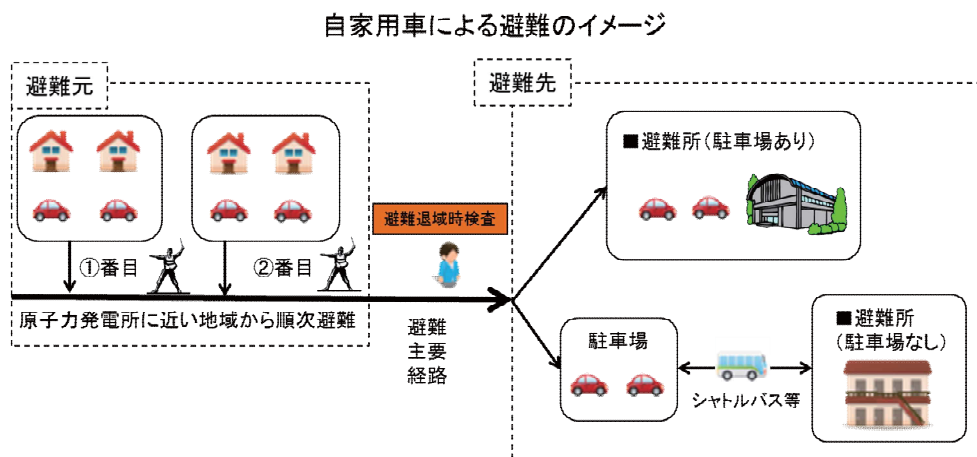 自家用車による避難のイメージ
避難元
①番目
②番目
原子力発電所に近い地域から順次避難
避難退域時検査
避難
主要
経路
避難先
■避難所(駐車場あり)
駐車場
シャトルバス等
■避難所
(駐車場なし)